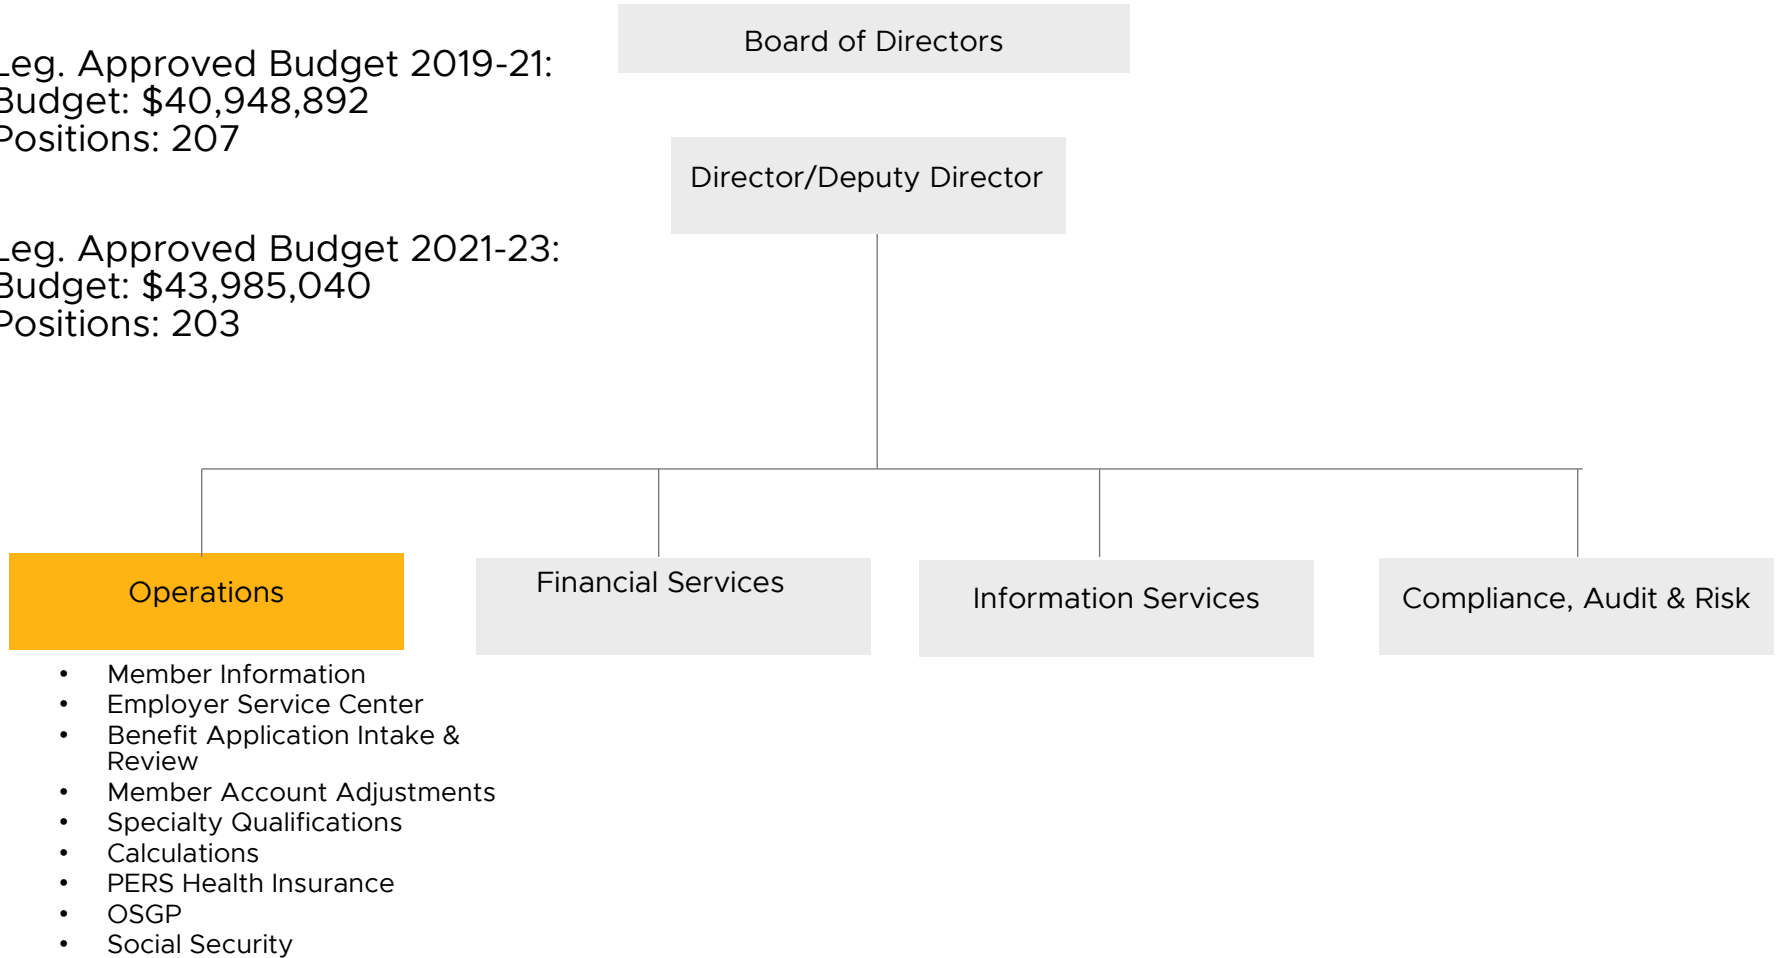 Board of Directors
Leg. Approved Budget 2019-21:
Budget: $40,948,892
Positions: 207
Director/Deputy Director
Leg. Approved Budget 2021-23:
Budget: $43,985,040
Positions: 203
Operations
Financial Services
Information Services
Compliance, Audit & Risk
• Member Information
• Employer Service Center
• Benefit Application Intake &
Review
• Member Account Adjustments
• Specialty Qualifications
• Calculations
• PERS Health Insurance
• OSGP
• Social Security